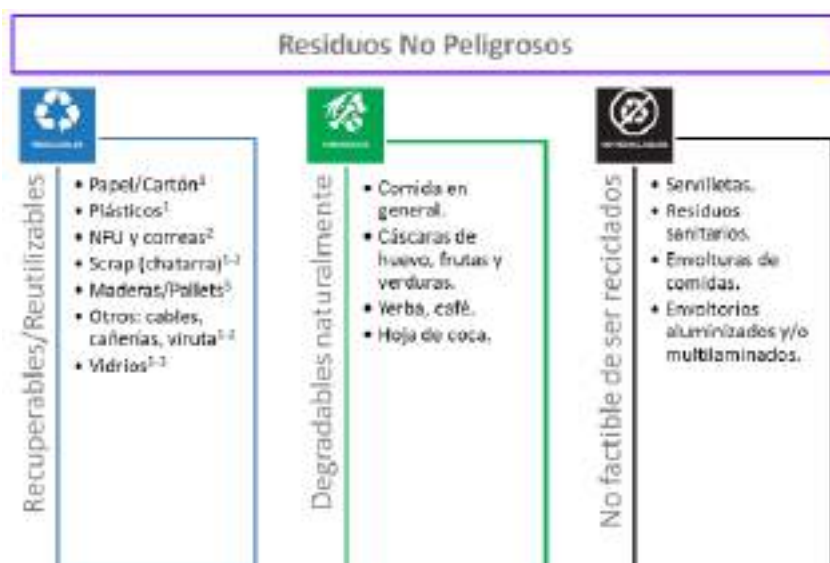 Residuos No Peligrosos
Recuperables/Reutilizables
• Papel/Cartón
• Plásticos¹
• NFU y correas²
• Scrap (chatarra)
• Maderas/Pallets
• Otros: cables,
cañerías, viruta
• Vidrios
Degradables naturalmente
• Comida en
general.
• Cáscaras de
huevo, frutas y
verduras.
• Yerba, café.
• Hoja de coca.
No factible de ser reciclados
• Servilletas.
• Residuos
sanitarios.
• Envolturas de
comidas.
• Envoltorios
aluminizados y/o
multilaminados.